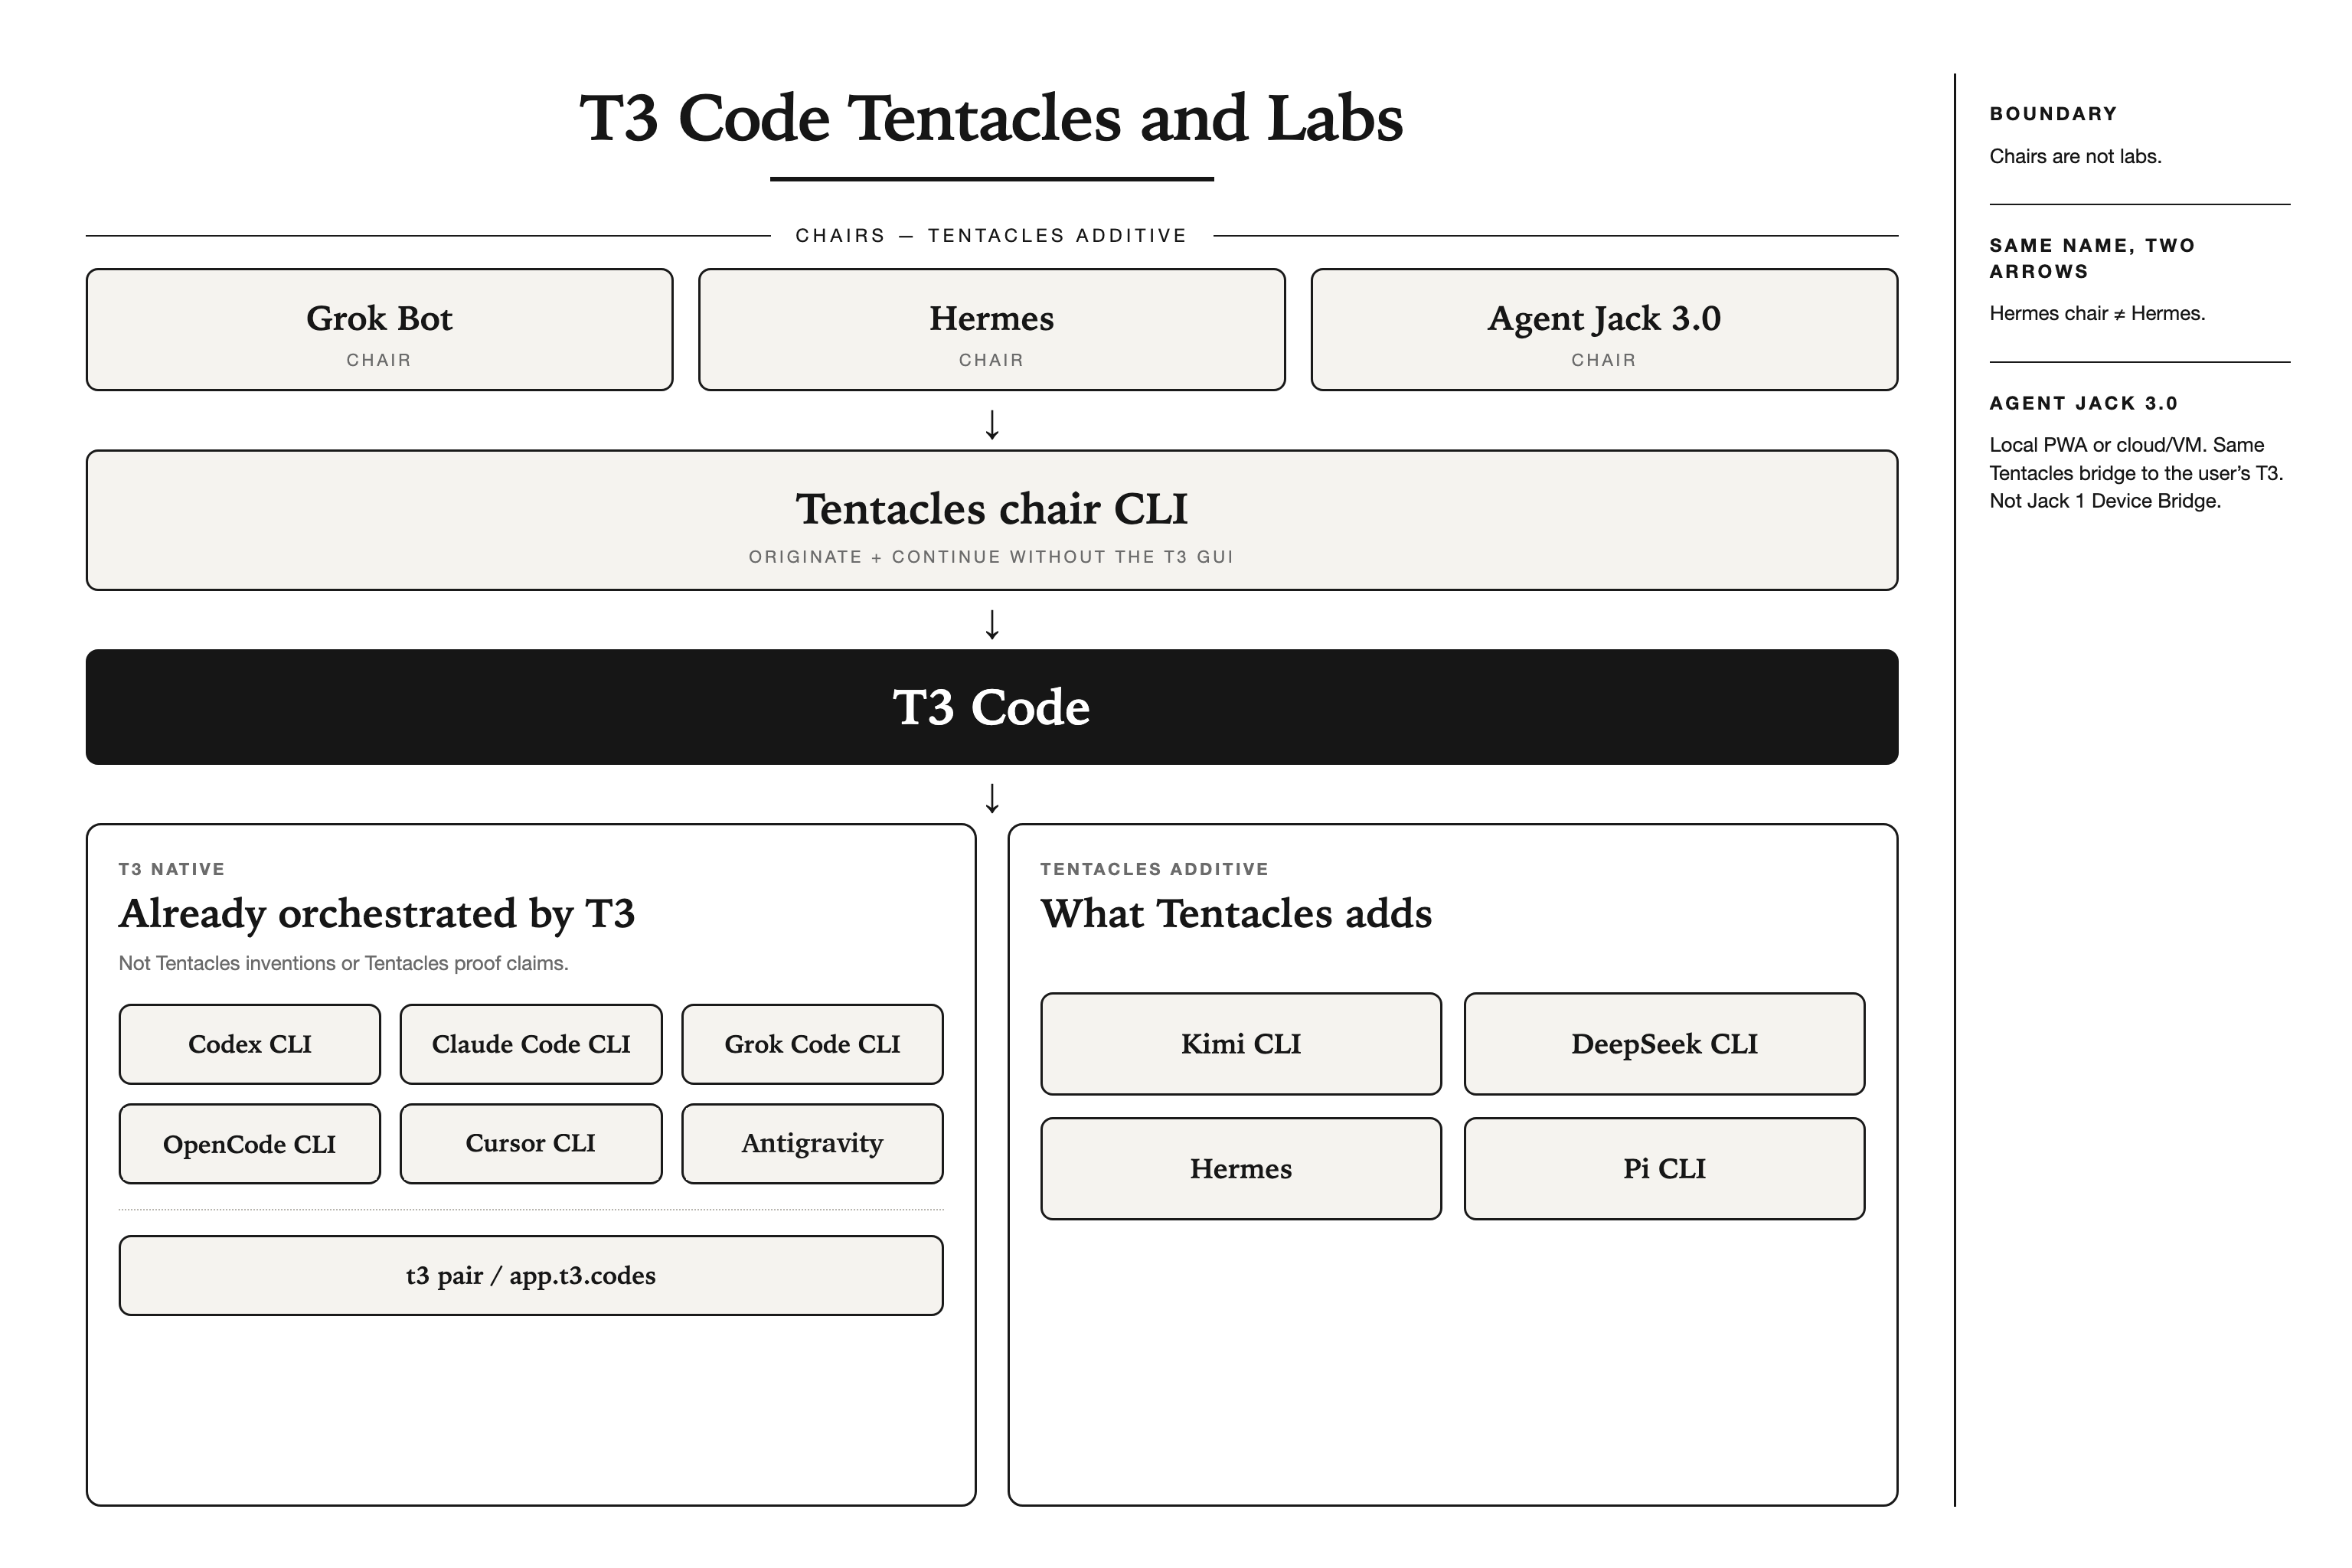 T3 Code Tentacles and Labs
CHAIRS — TENTACLES ADDITIVE
Grok Bot
CHAIR
Hermes
CHAIR
Agent Jack 3.0
CHAIR
↓
Tentacles chair CLI
ORIGINATE + CONTINUE WITHOUT THE T3 GUI
↓
T3 Code
↓
T3 NATIVE
Already orchestrated by T3
Not Tentacles inventions or Tentacles proof claims.
Codex CLI
Claude Code CLI
Grok Code CLI
OpenCode CLI
Cursor CLI
Antigravity
t3 pair / app.t3.codes
TENTACLES ADDITIVE
What Tentacles adds
Kimi CLI
DeepSeek CLI
Hermes
Pi CLI
BOUNDARY
Chairs are not labs.
SAME NAME, TWO
ARROWS
Hermes chair ≠ Hermes.
AGENT JACK 3.0
Local PWA or cloud/VM. Same
Tentacles bridge to the user’s T3.
Not Jack 1 Device Bridge.